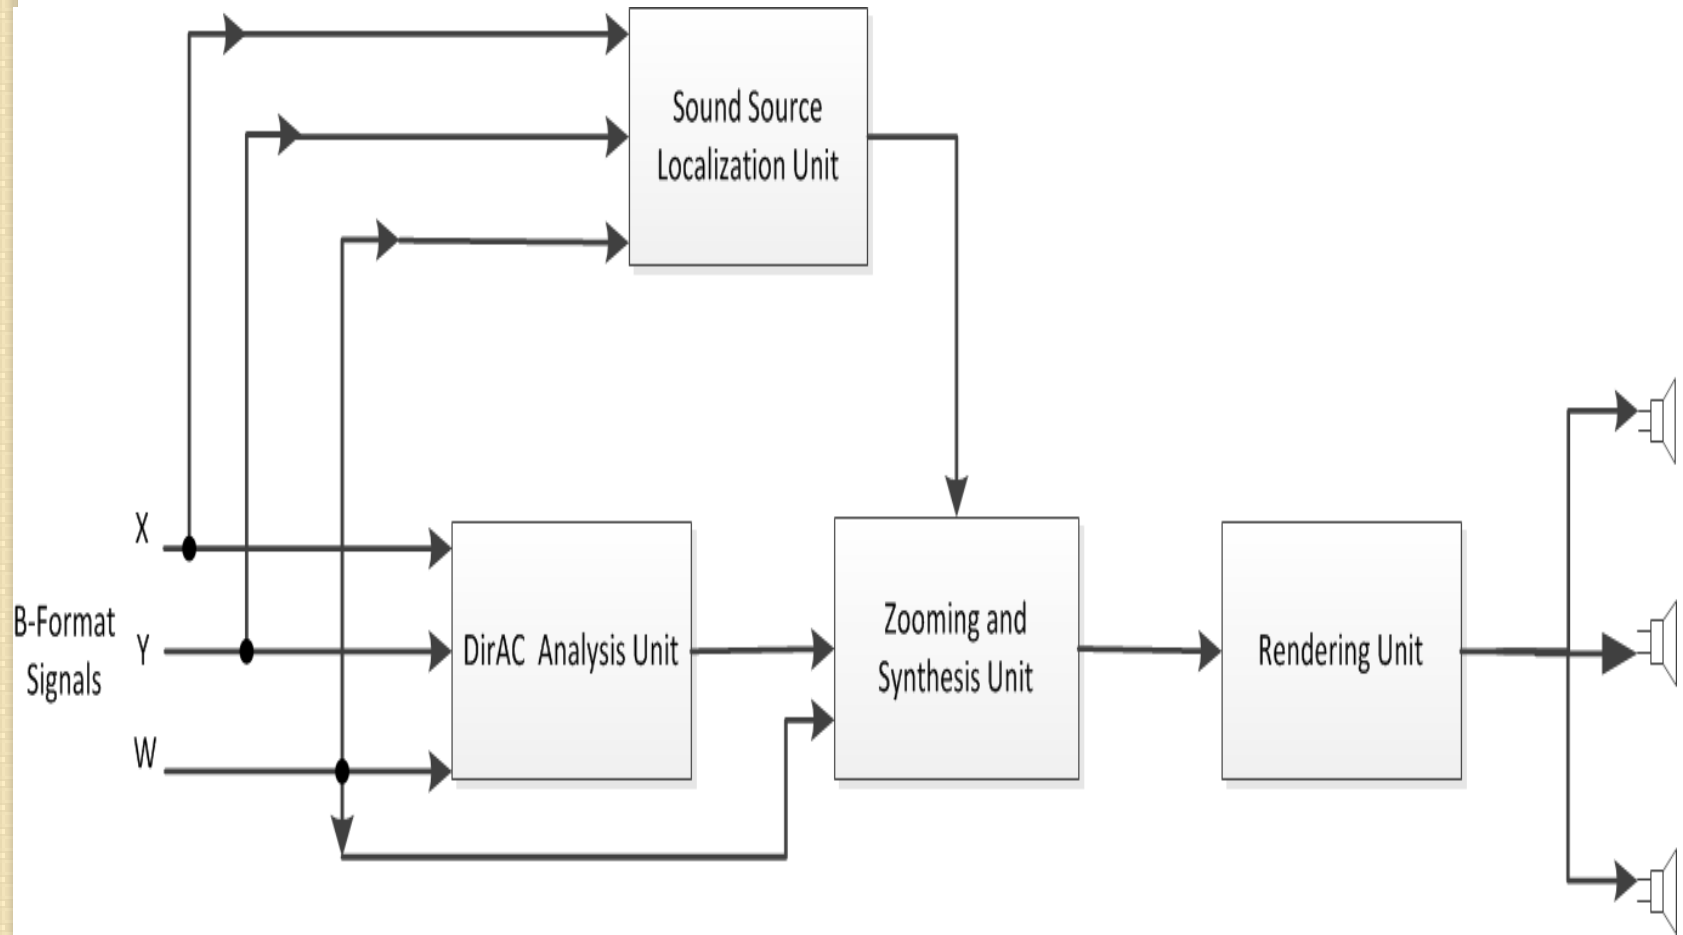 Sound Source
Localization Unit
X
B-Format
Signals
Y
W
DirAC Analysis Unit
Zooming and
Synthesis Unit
Rendering Unit